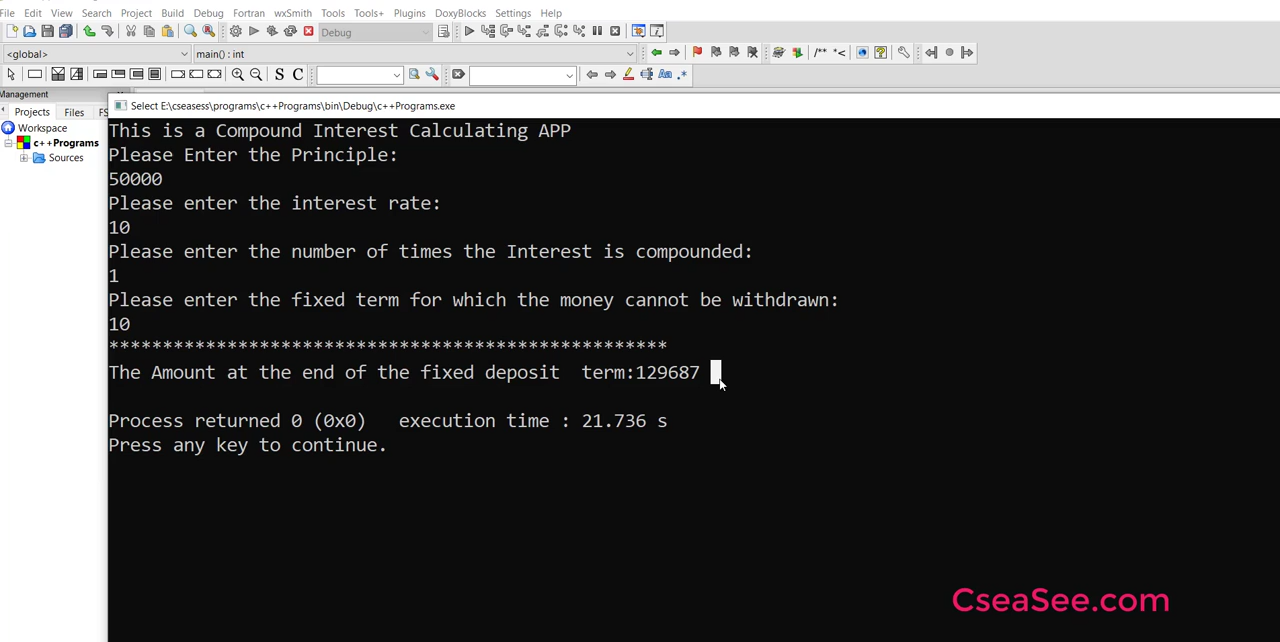 File Edit View Search Project Build Debug Fortran wxSmith Tools Tools+ Plugins DoxyBlocks Settings Help
Debug
<global> main() : int
/** *<
S C Aa .*
Management
Projects Files FS
Select E:\cseasess\programs\c++Programs\bin\Debug\c++Programs.exe
Workspace
c++Programs
Sources
This is a Compound Interest Calculating APP
Please Enter the Principle:
50000
Please enter the interest rate:
10
Please enter the number of times the Interest is compounded:
1
Please enter the fixed term for which the money cannot be withdrawn:
10
****************************************************
The Amount at the end of the fixed deposit  term:129687
Process returned 0 (0x0)   execution time : 21.736 s
Press any key to continue.
CseaSee.com